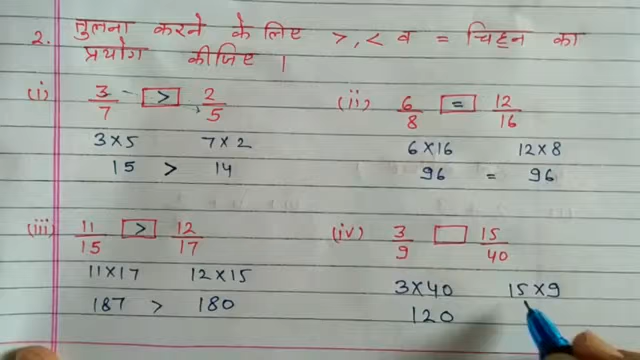 2. तुलना करने के लिए >, < व = चिह्न का
प्रयोग कीजिए ।
(i) 3/7 > 2/5
3×5 7×2
15 > 14
(ii) 6/8 = 12/16
6×16 12×8
96 = 96
(iii) 11/15 > 12/17
11×17 12×15
187 > 180
(iv) 3/9 □ 15/40
3×40 15×9
120